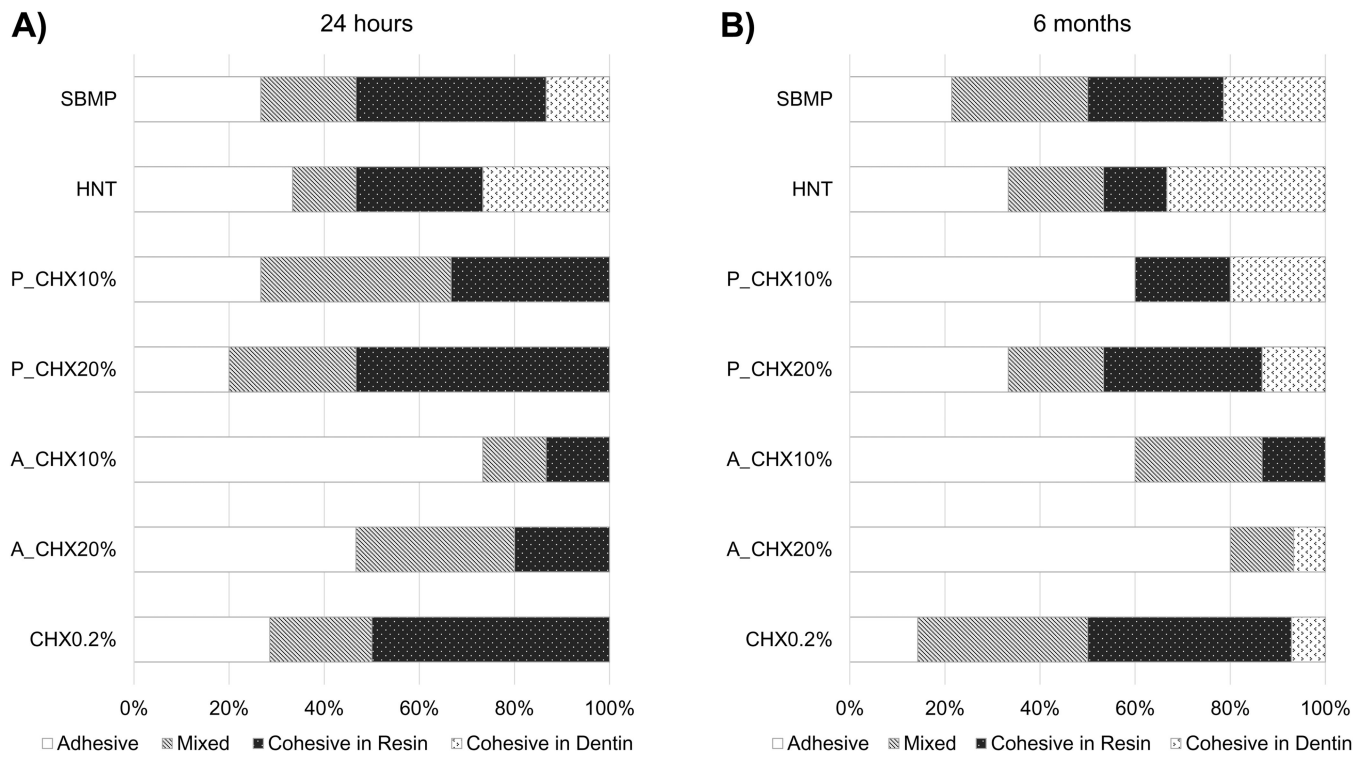 A) 24 hours
SBMP
HNT
P_CHX10%
P_CHX20%
A_CHX10%
A_CHX20%
CHX0.2%
0% 20% 40% 60% 80% 100%
Adhesive Mixed Cohesive in Resin Cohesive in Dentin
B) 6 months
SBMP
HNT
P_CHX10%
P_CHX20%
A_CHX10%
A_CHX20%
CHX0.2%
0% 20% 40% 60% 80% 100%
Adhesive Mixed Cohesive in Resin Cohesive in Dentin